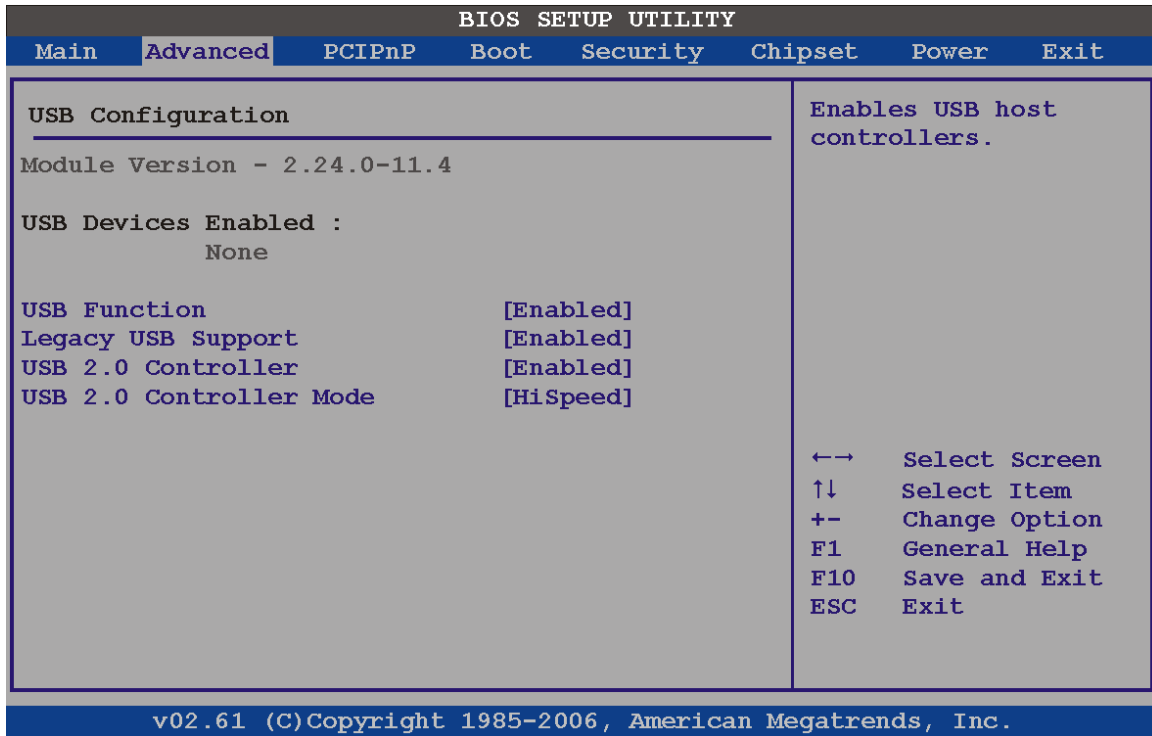 BIOS SETUP UTILITY
Main Advanced PCIPnP Boot Security Chipset Power Exit
USB Configuration
Module Version - 2.24.0-11.4
USB Devices Enabled :
None
USB Function [Enabled]
Legacy USB Support [Enabled]
USB 2.0 Controller [Enabled]
USB 2.0 Controller Mode [HiSpeed]
Enables USB host
controllers.
←→ Select Screen
↑↓ Select Item
+- Change Option
F1 General Help
F10 Save and Exit
ESC Exit
v02.61 (C)Copyright 1985-2006, American Megatrends, Inc.